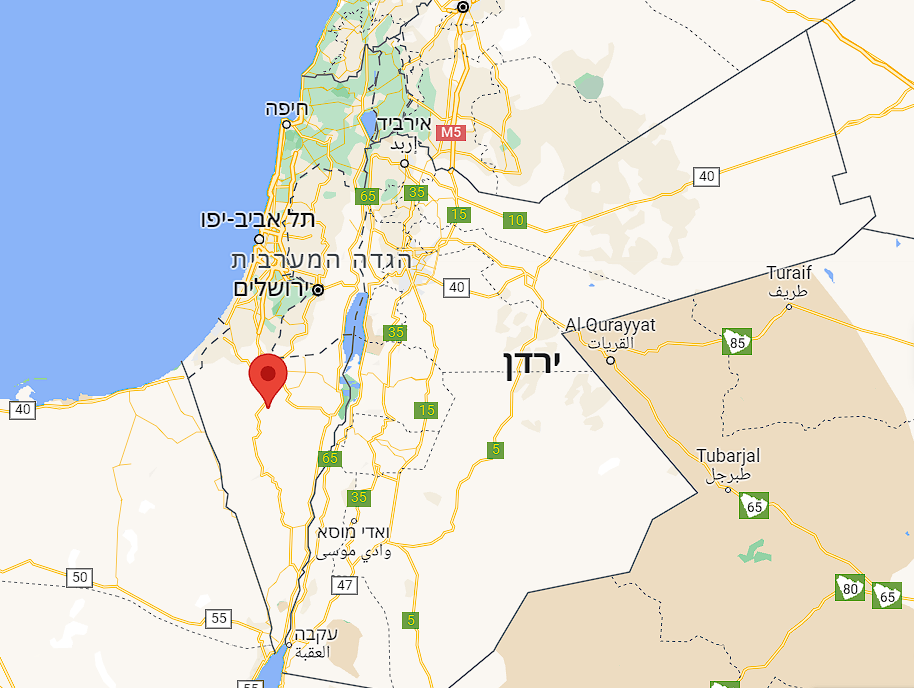 חיפה
אירביד
إربد
M5
40
65
35
15
10
תל אביב-יפו
הגדה המערבית
ירושלים
40
Turaif
طريف
35
Al Qurayyat
القريات
85
ירדן
40
15
5
65
Tubarjal
طبرجل
35
65
ואדי מוסא
وادي موسى
50
47
80
65
55
5
עקבה
العقبة
55